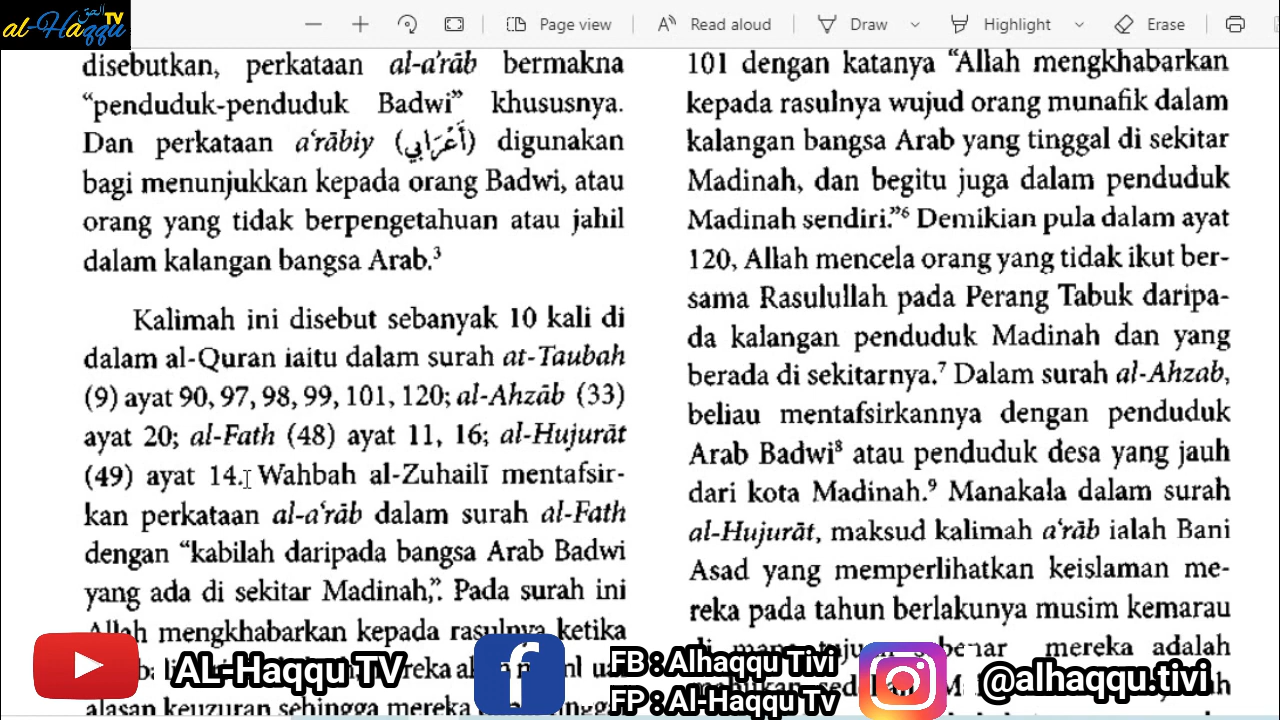 al-Haqqu TV
Page view
Read aloud
Draw
Highlight
Erase
disebutkan, perkataan al-a'rāb bermakna
“penduduk-penduduk Badwi” khususnya.
Dan perkataan a‘rābiy (أَعْرَابي) digunakan
bagi menunjukkan kepada orang Badwi, atau
orang yang tidak berpengetahuan atau jahil
dalam kalangan bangsa Arab.³
Kalimah ini disebut sebanyak 10 kali di
dalam al-Quran iaitu dalam surah at-Taubah
(9) ayat 90, 97, 98, 99, 101, 120; al-Ahzāb (33)
ayat 20; al-Fath (48) ayat 11, 16; al-Hujurāt
(49) ayat 14. Wahbah al-Zuhailī mentafsir-
kan perkataan al-a‘rāb dalam surah al-Fath
dengan “kabilah daripada bangsa Arab Badwi
yang ada di sekitar Madinah,”. Pada surah ini
Allah mengkhabarkan kepada rasulnya ketika
alasan keuzuran sehingga mereka
101 dengan katanya “Allah mengkhabarkan
kepada rasulnya wujud orang munafik dalam
kalangan bangsa Arab yang tinggal di sekitar
Madinah, dan begitu juga dalam penduduk
Madinah sendiri.”⁶ Demikian pula dalam ayat
120, Allah mencela orang yang tidak ikut ber-
sama Rasulullah pada Perang Tabuk daripa-
da kalangan penduduk Madinah dan yang
berada di sekitarnya.⁷ Dalam surah al-Ahzab,
beliau mentafsirkannya dengan penduduk
Arab Badwi⁸ atau penduduk desa yang jauh
dari kota Madinah.⁹ Manakala dalam surah
al-Hujurāt, maksud kalimah a‘rāb ialah Bani
Asad yang memperlihatkan keislaman me-
reka pada tahun berlakunya musim kemarau
mereka adalah
AL-Haqqu TV
FB : Alhaqqu Tivi
FP : Al-Haqqu Tv
@alhaqqu.tivi